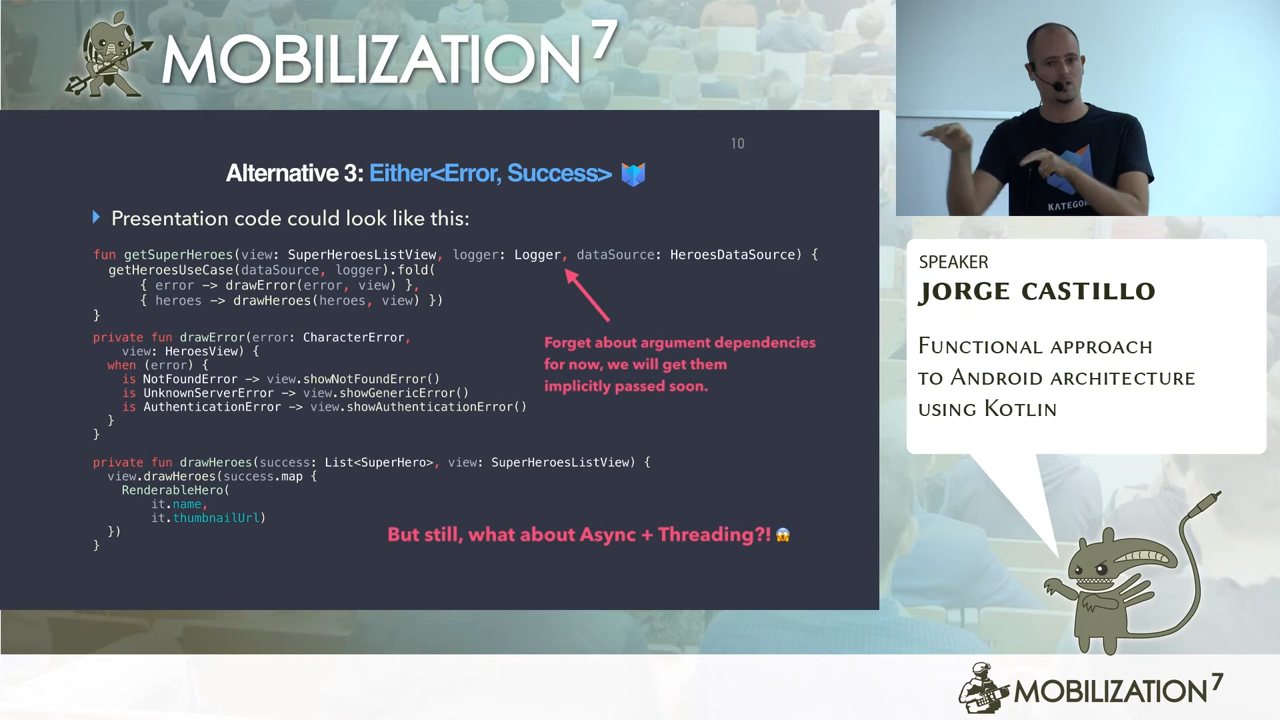 MOBILIZATION 7
10
Alternative 3: Either<Error, Success>
Presentation code could look like this:
fun getSuperHeroes(view: SuperHeroesListView, logger: Logger, dataSource: HeroesDataSource) {
getHeroesUseCase(dataSource, logger).fold(
{ error -> drawError(error, view) },
{ heroes -> drawHeroes(heroes, view) })
}
private fun drawError(error: CharacterError,
view: HeroesView) {
when (error) {
is NotFoundError -> view.showNotFoundError()
is UnknownServerError -> view.showGenericError()
is AuthenticationError -> view.showAuthenticationError()
}
}
Forget about argument dependencies
for now, we will get them
implicitly passed soon.
private fun drawHeroes(success: List<SuperHero>, view: SuperHeroesListView) {
view.drawHeroes(success.map {
RenderableHero(
it.name,
it.thumbnailUrl)
})
}
But still, what about Async + Threading?! 😱
KATEGOR
SPEAKER
JORGE CASTILLO
FUNCTIONAL APPROACH
TO ANDROID ARCHITECTURE
USING KOTLIN
MOBILIZATION 7